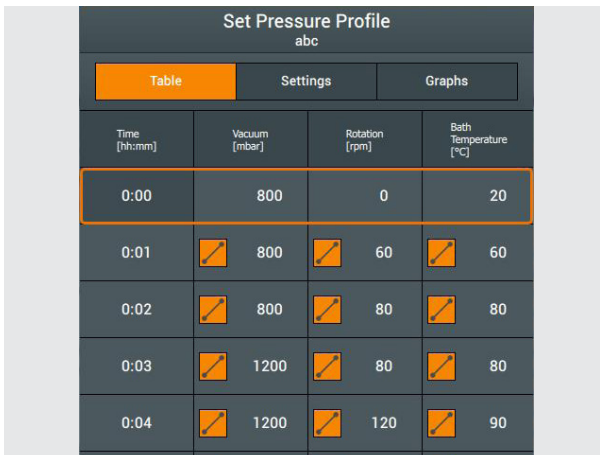 Set Pressure Profile
abc
Table Settings Graphs
Time Vacuum Rotation Bath
[hh:mm] [mbar] [rpm] Temperature
[°C]
0:00 800 0 20
0:01 800 60 60
0:02 800 80 80
0:03 1200 80 80
0:04 1200 120 90